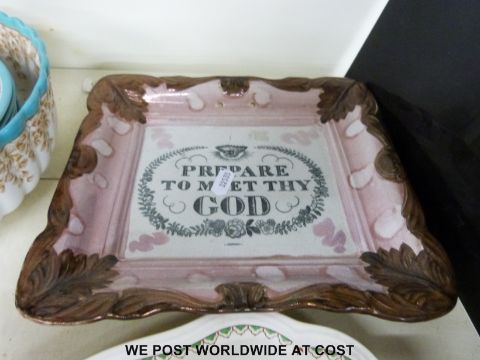 PREPARE
TO MEET THY
GOD
WE POST WORLDWIDE AT COST